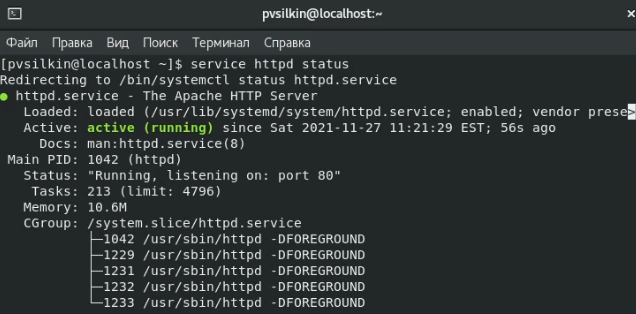 pvsilkin@localhost:~
Файл Правка Вид Поиск Терминал Справка
[pvsilkin@localhost ~]$ service httpd status
Redirecting to /bin/systemctl status httpd.service
● httpd.service - The Apache HTTP Server
   Loaded: loaded (/usr/lib/systemd/system/httpd.service; enabled; vendor prese>
   Active: active (running) since Sat 2021-11-27 11:21:29 EST; 56s ago
     Docs: man:httpd.service(8)
 Main PID: 1042 (httpd)
   Status: "Running, listening on: port 80"
    Tasks: 213 (limit: 4796)
   Memory: 10.6M
   CGroup: /system.slice/httpd.service
           ├─1042 /usr/sbin/httpd -DFOREGROUND
           ├─1229 /usr/sbin/httpd -DFOREGROUND
           ├─1231 /usr/sbin/httpd -DFOREGROUND
           ├─1232 /usr/sbin/httpd -DFOREGROUND
           └─1233 /usr/sbin/httpd -DFOREGROUND